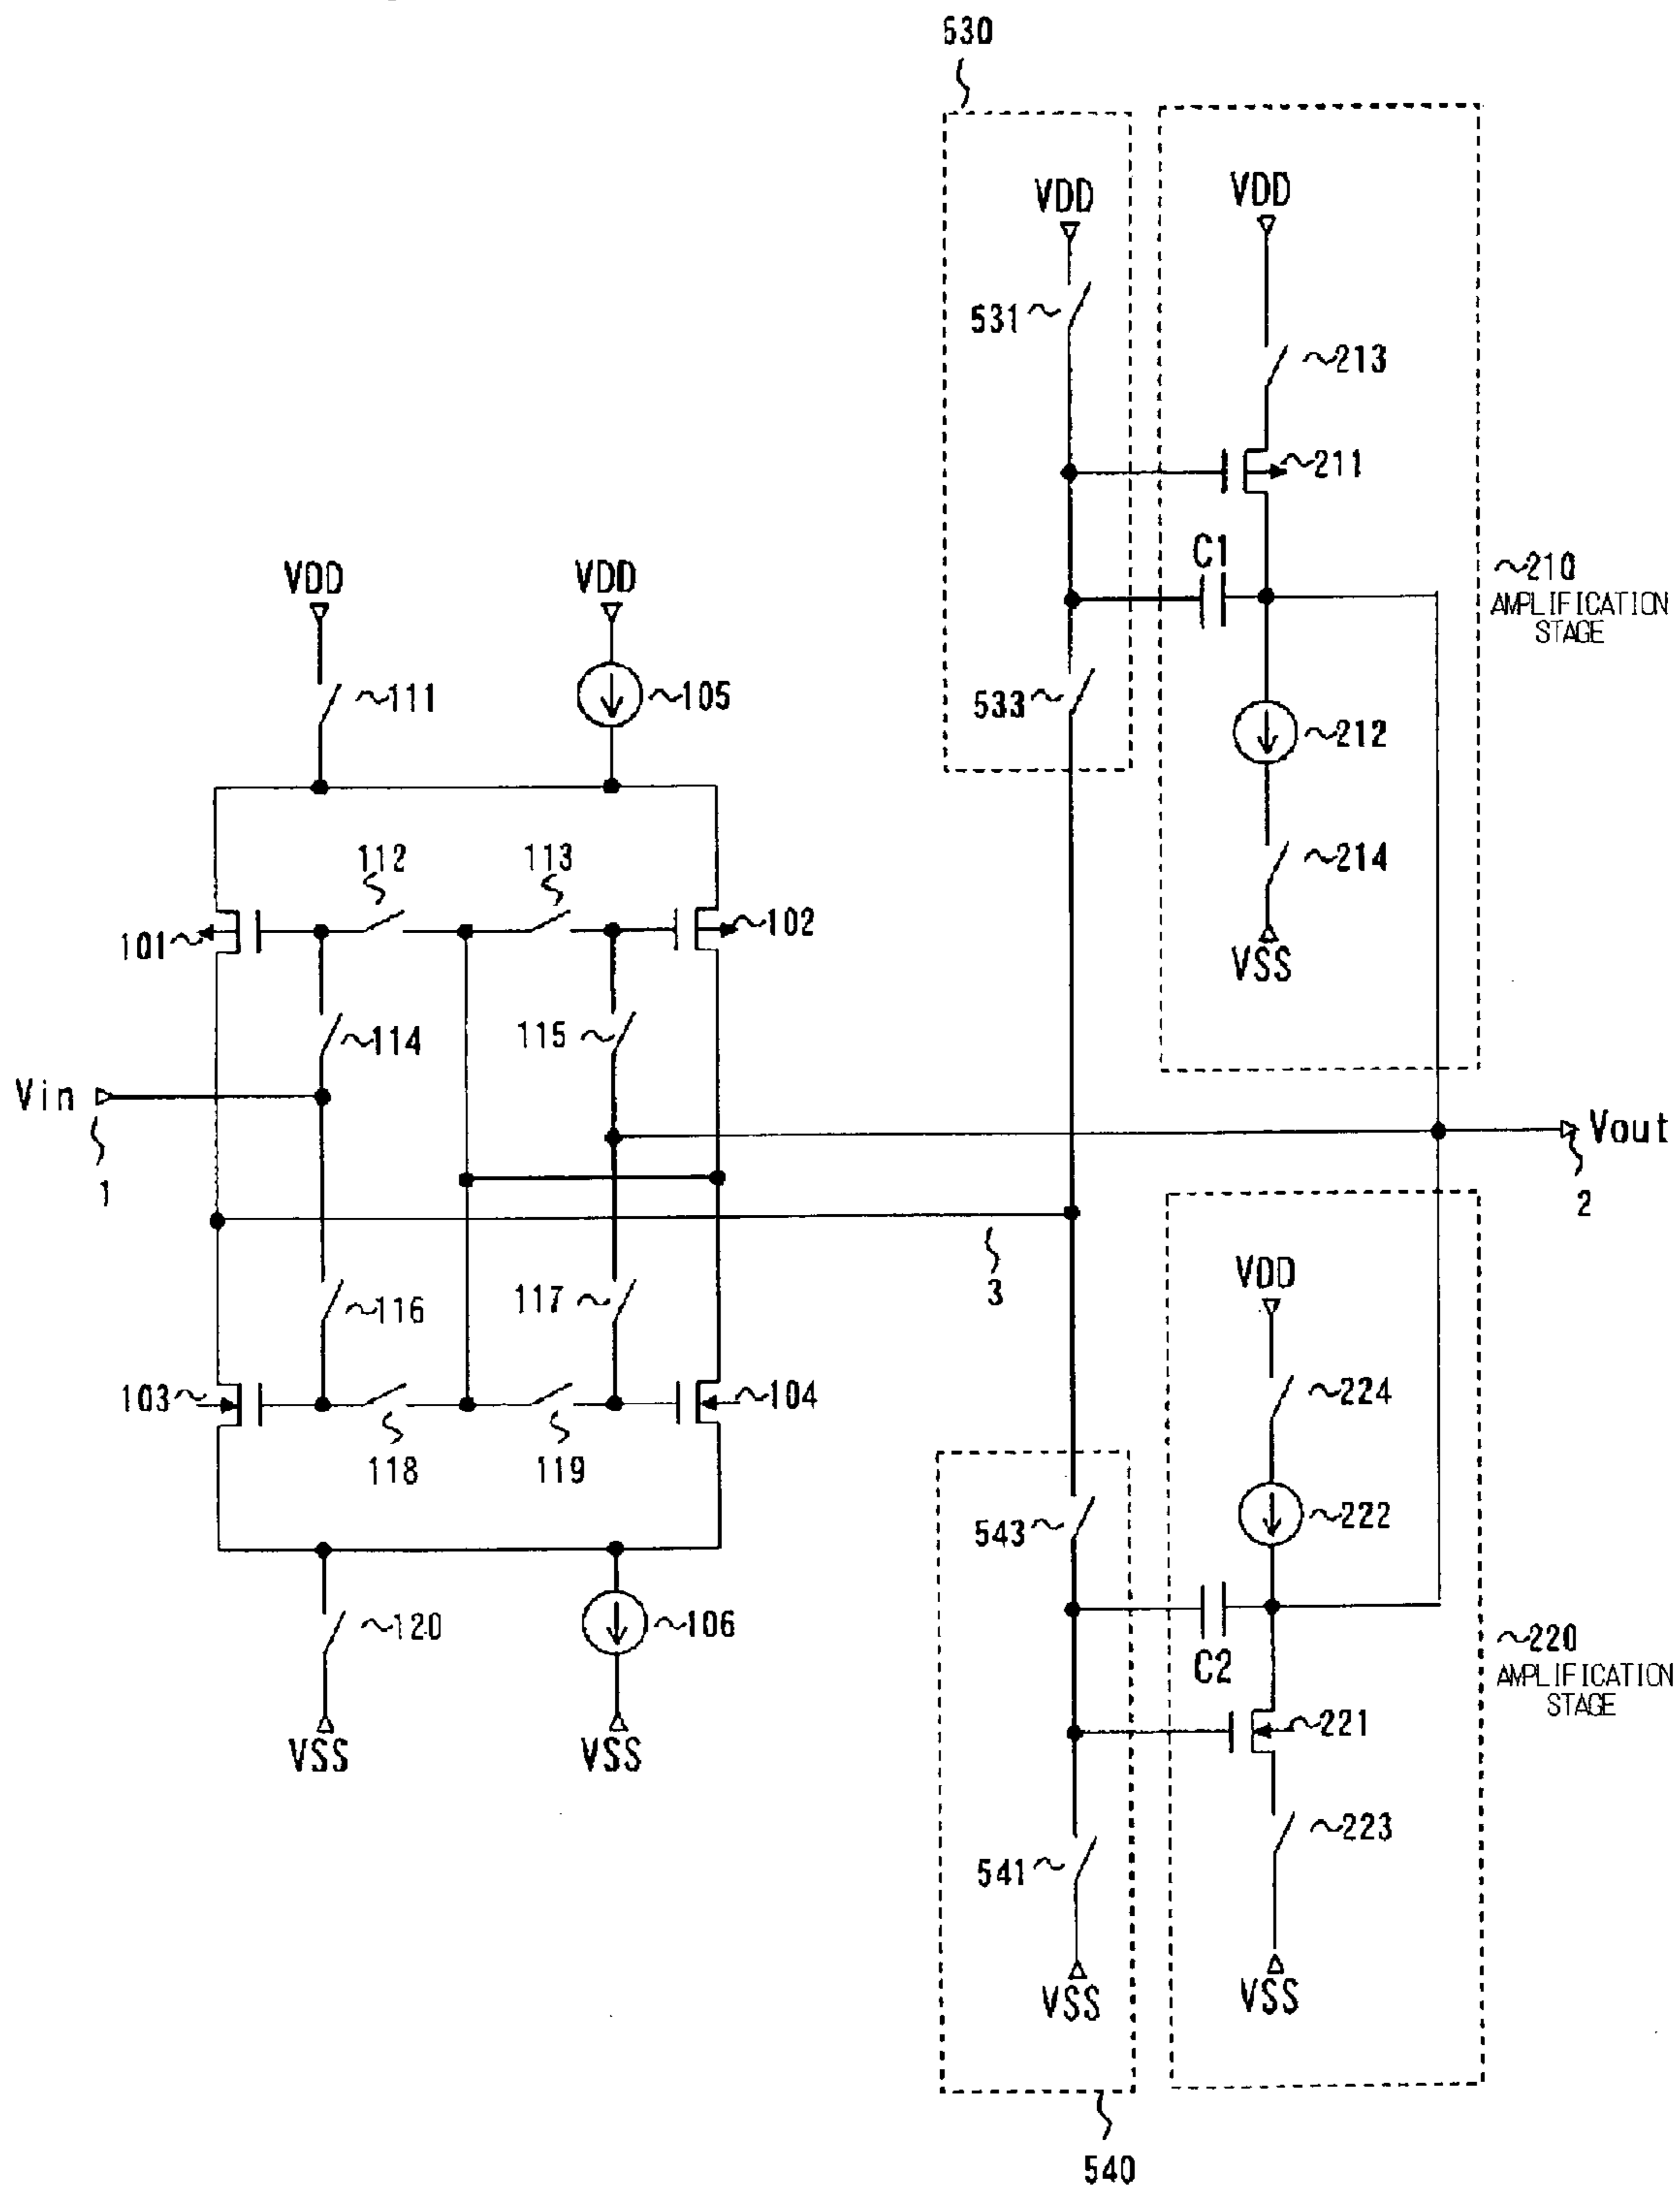 530
VDD
VDD
531
213
211
C1
210
AMPLIFICATION
STAGE
VDD
VDD
111
105
533
212
112
113
214
101
102
VSS
114
115
Vin
1
Vout
2
3
VDD
116
117
224
103
104
118
119
543
222
120
106
C2
220
AMPLIFICATION
STAGE
VSS
VSS
221
541
223
VSS
VSS
540